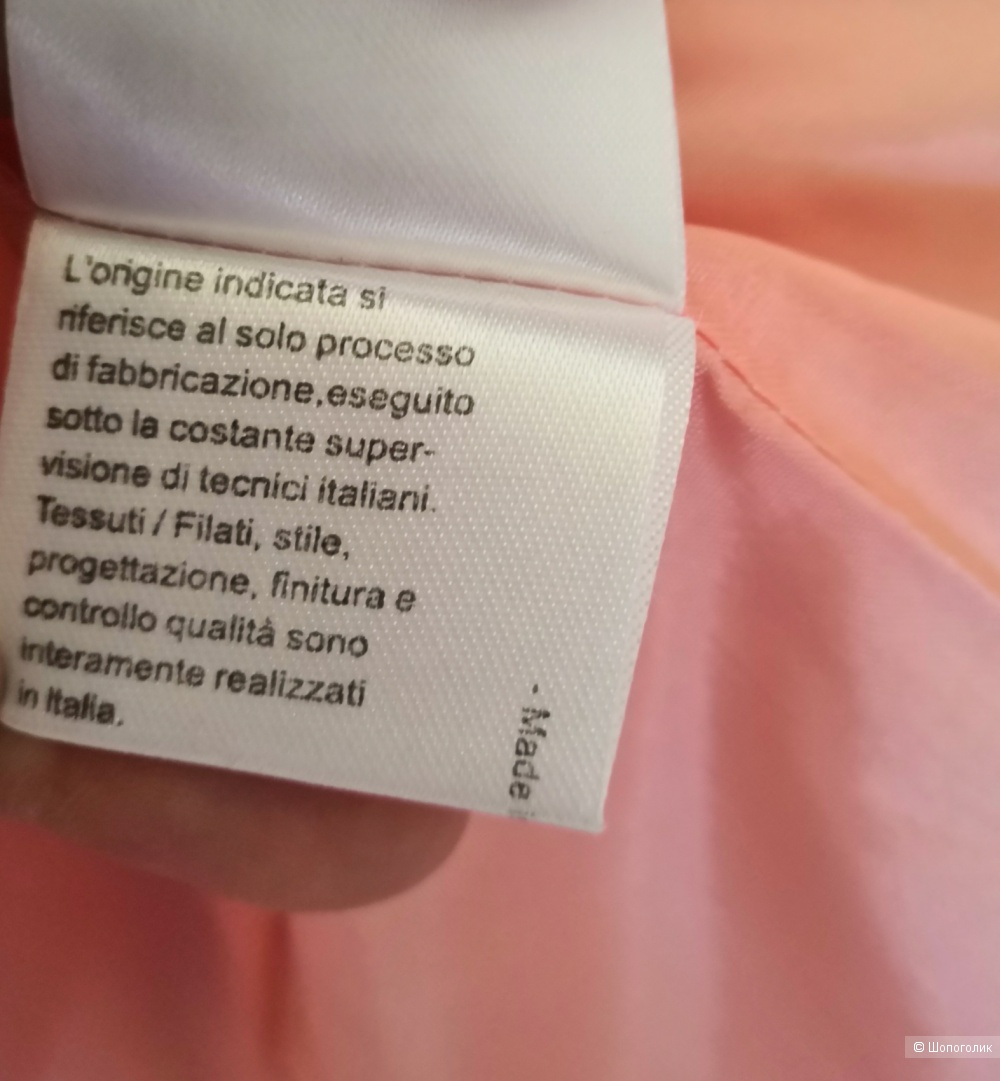 L'origine indicata si
riferisce al solo processo
di fabbricazione,eseguito
sotto la costante super-
visione di tecnici italiani.
Tessuti / Filati, stile,
progettazione, finitura e
controllo qualità sono
interamente realizzati
in Italia.
- Made
© Шопоголик